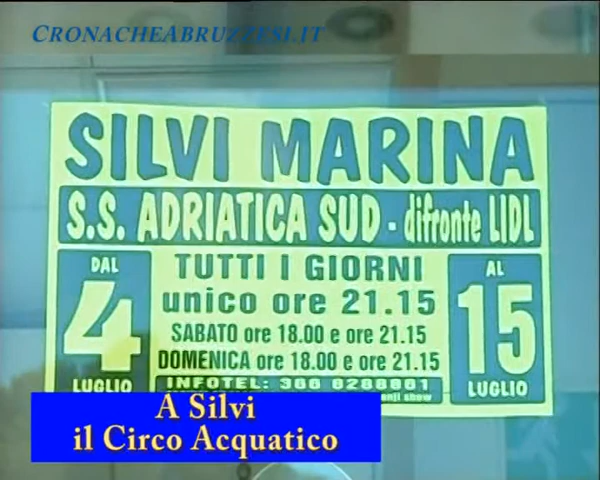 CRONACHEABRUZZESI.IT
SILVI MARINA
S.S. ADRIATICA SUD - difronte LIDL
DAL 4 LUGLIO
TUTTI I GIORNI
unico ore 21.15
SABATO ore 18.00 e ore 21.15
DOMENICA ore 18.00 e ore 21.15
INFOTEL:
AL 15 LUGLIO
show
A Silvi
il Circo Acquatico